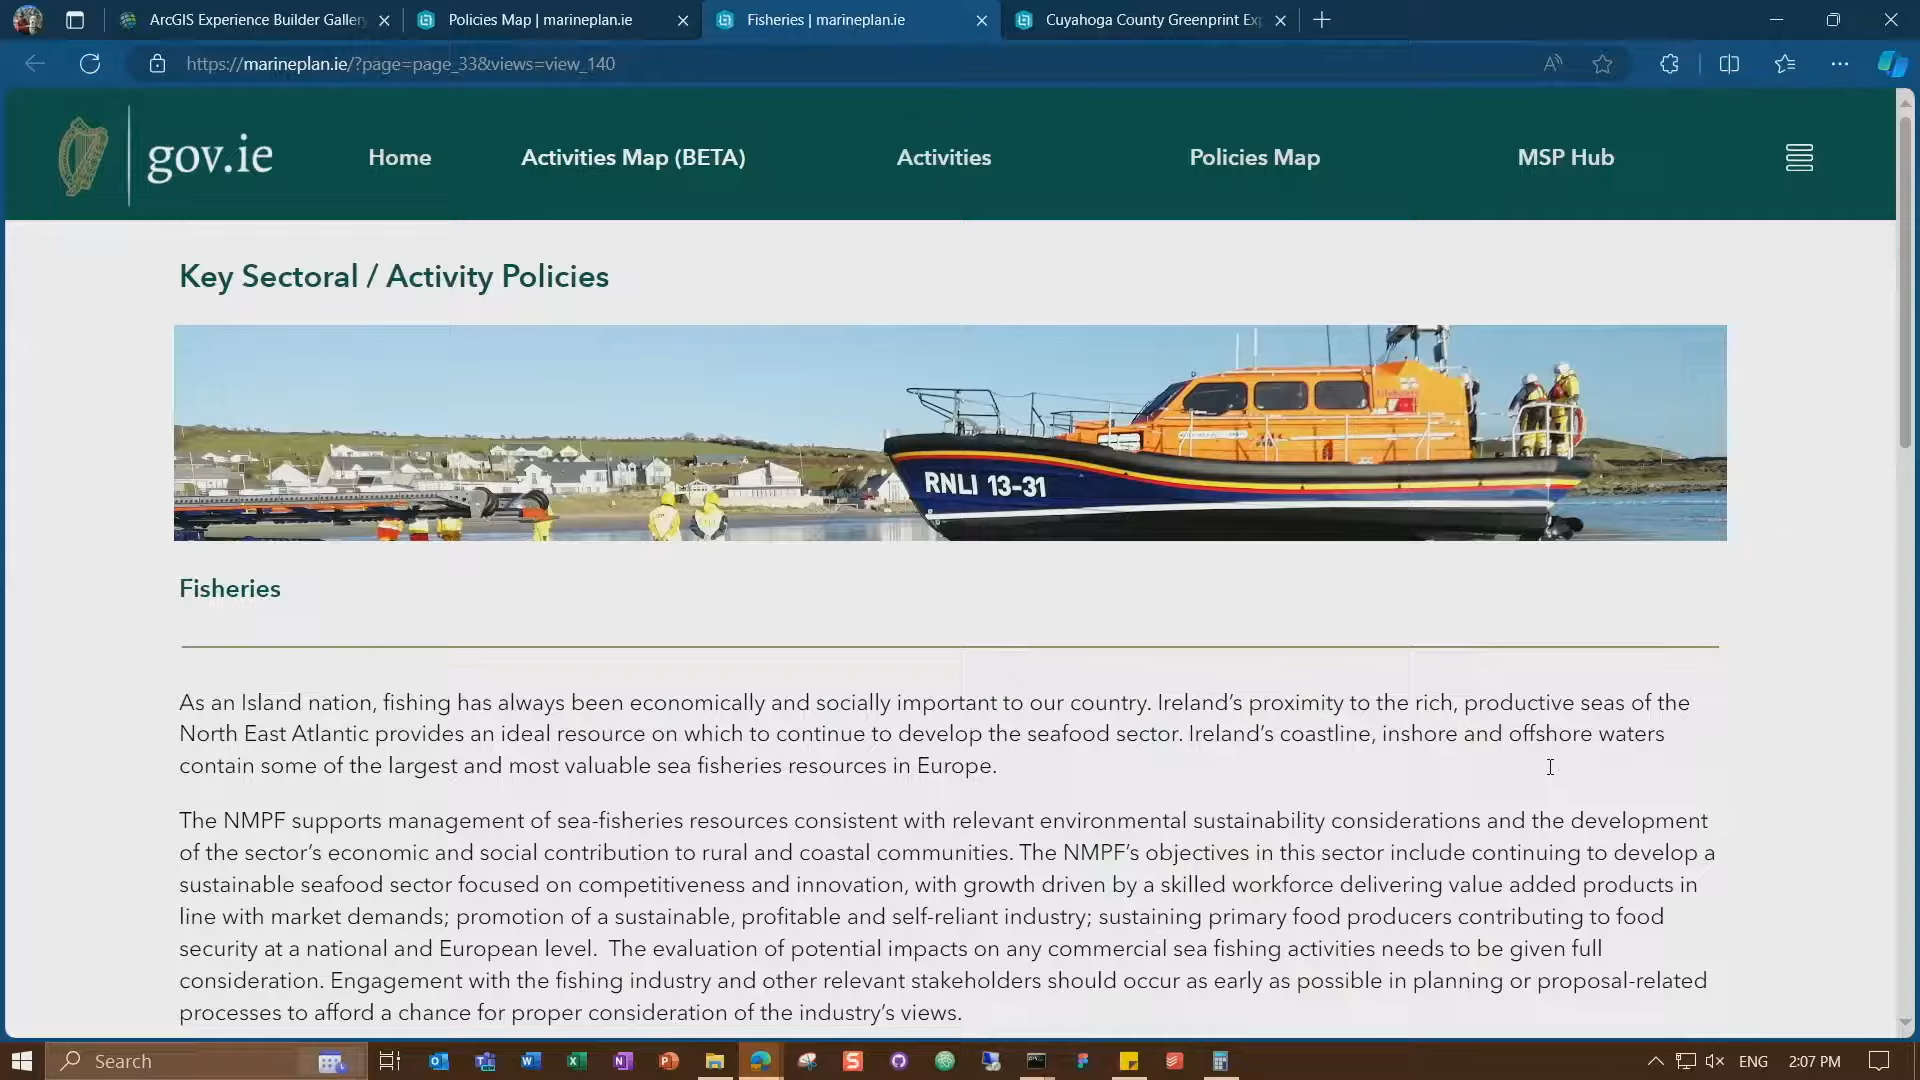 ArcGIS Experience Builder Galler
Policies Map | marineplan.ie
Fisheries | marineplan.ie
Cuyahoga County Greenprint Ex
https://marineplan.ie/?page=page_33&views=view_140
gov.ie
Home
Activities Map (BETA)
Activities
Policies Map
MSP Hub
Key Sectoral / Activity Policies
RNLI 13-31
Fisheries
As an Island nation, fishing has always been economically and socially important to our country. Ireland's proximity to the rich, productive seas of the
North East Atlantic provides an ideal resource on which to continue to develop the seafood sector. Ireland's coastline, inshore and offshore waters
contain some of the largest and most valuable sea fisheries resources in Europe.
The NMPF supports management of sea-fisheries resources consistent with relevant environmental sustainability considerations and the development
of the sector's economic and social contribution to rural and coastal communities. The NMPF's objectives in this sector include continuing to develop a
sustainable seafood sector focused on competitiveness and innovation, with growth driven by a skilled workforce delivering value added products in
line with market demands; promotion of a sustainable, profitable and self-reliant industry; sustaining primary food producers contributing to food
security at a national and European level.  The evaluation of potential impacts on any commercial sea fishing activities needs to be given full
consideration. Engagement with the fishing industry and other relevant stakeholders should occur as early as possible in planning or proposal-related
processes to afford a chance for proper consideration of the industry's views.
Search
ENG
2:07 PM